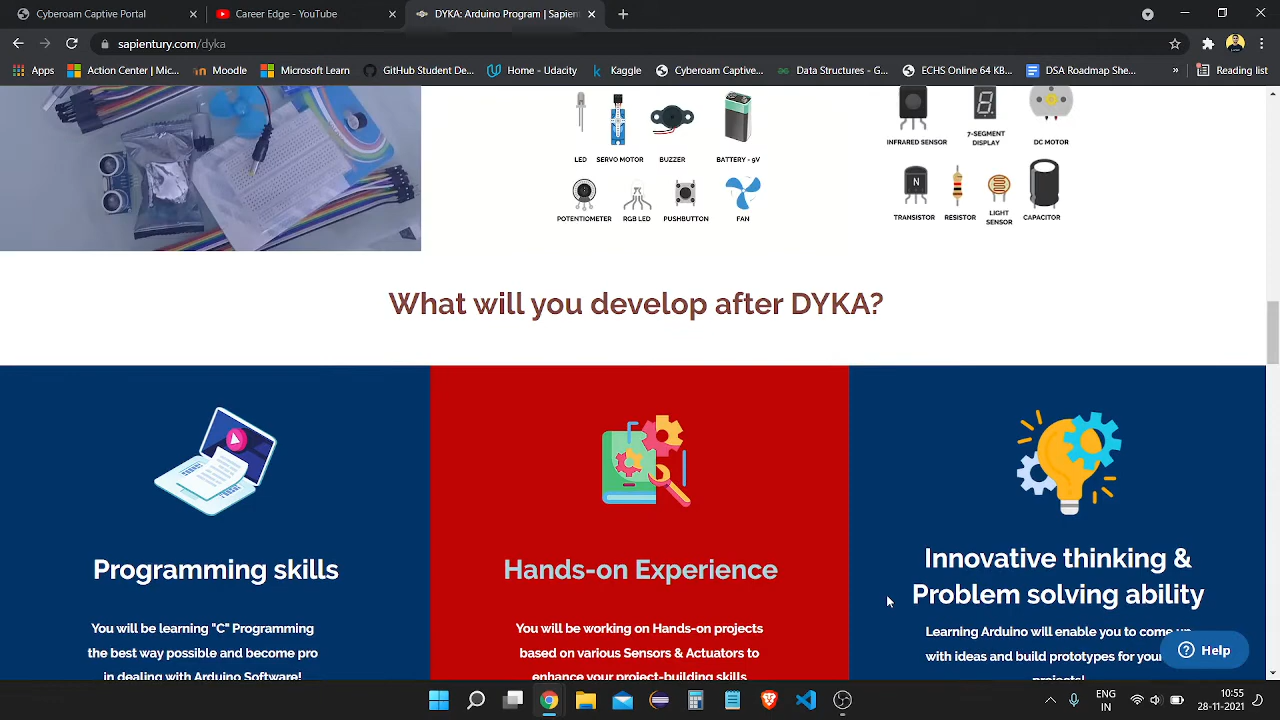 Cyberoam Captive Portal
Career Edge - YouTube
DYKA: Arduino Program | Sapien
sapientury.com/dyka
Apps
Action Center | Mic...
Moodle
Microsoft Learn
GitHub Student De...
Home - Udacity
Kaggle
Cyberoam Captive...
Data Structures - G...
ECHS Online 64 KB...
DSA Roadmap She...
»
Reading list
LED
SERVO MOTOR
BUZZER
BATTERY - 9V
INFRARED SENSOR
7-SEGMENT
DISPLAY
DC MOTOR
POTENTIOMETER
RGB LED
PUSHBUTTON
FAN
N
TRANSISTOR
RESISTOR
LIGHT
SENSOR
CAPACITOR
What will you develop after DYKA?
Programming skills
You will be learning "C" Programming
the best way possible and become pro
in dealing with Arduino Software!
Hands-on Experience
You will be working on Hands-on projects
based on various Sensors & Actuators to
enhance your project-building skills
Innovative thinking &
Problem solving ability
Learning Arduino will enable you to come
with ideas and build prototypes for your
Help
ENG
IN
10:55
28-11-2021